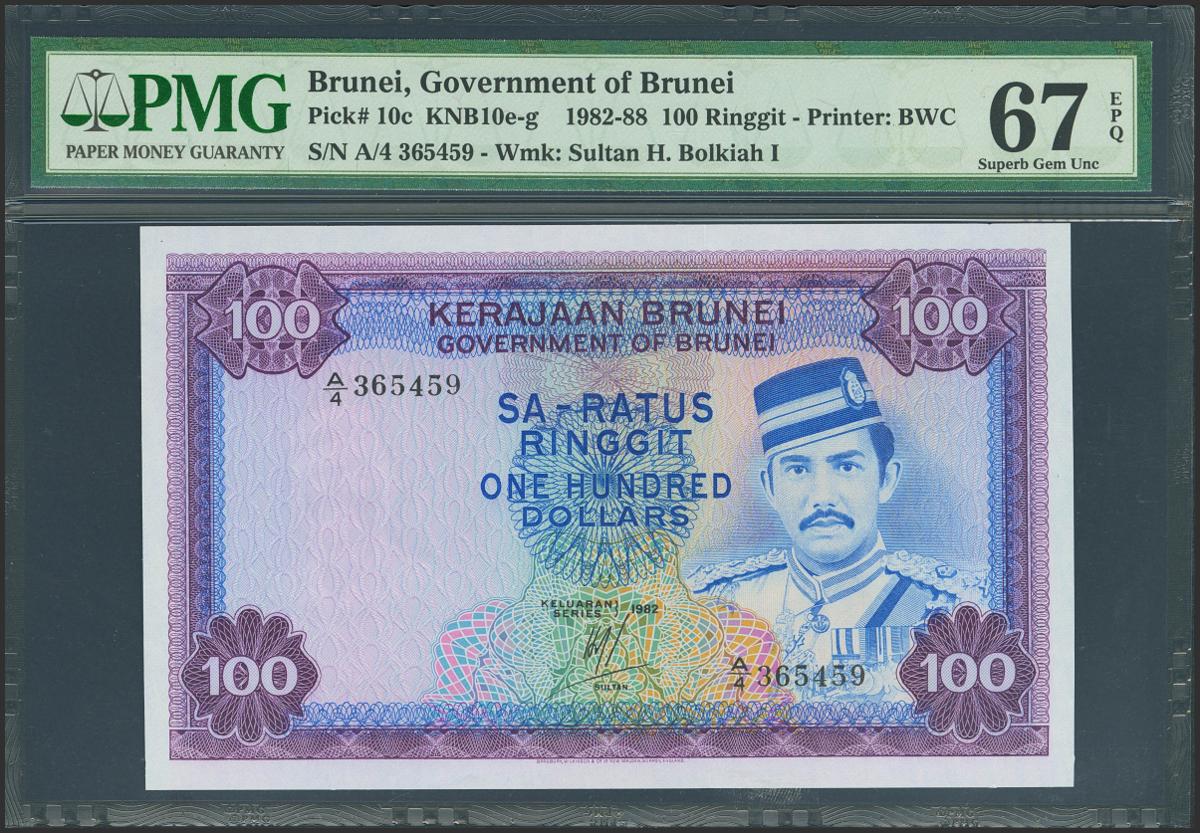 PMG
PAPER MONEY GUARANTY
Brunei, Government of Brunei
Pick# 10c KNB10e-g 1982-88 100 Ringgit - Printer: BWC
S/N A/4 365459 - Wmk: Sultan H. Bolkiah I
67
EPQ
Superb Gem Unc
100
100
KERAJAAN BRUNEI
GOVERNMENT OF BRUNEI
A/4 365459
SA-RATUS
RINGGIT
ONE HUNDRED
DOLLARS
KELUARAN
SERIES 1982
SULTAN
A/4 365459
100
100